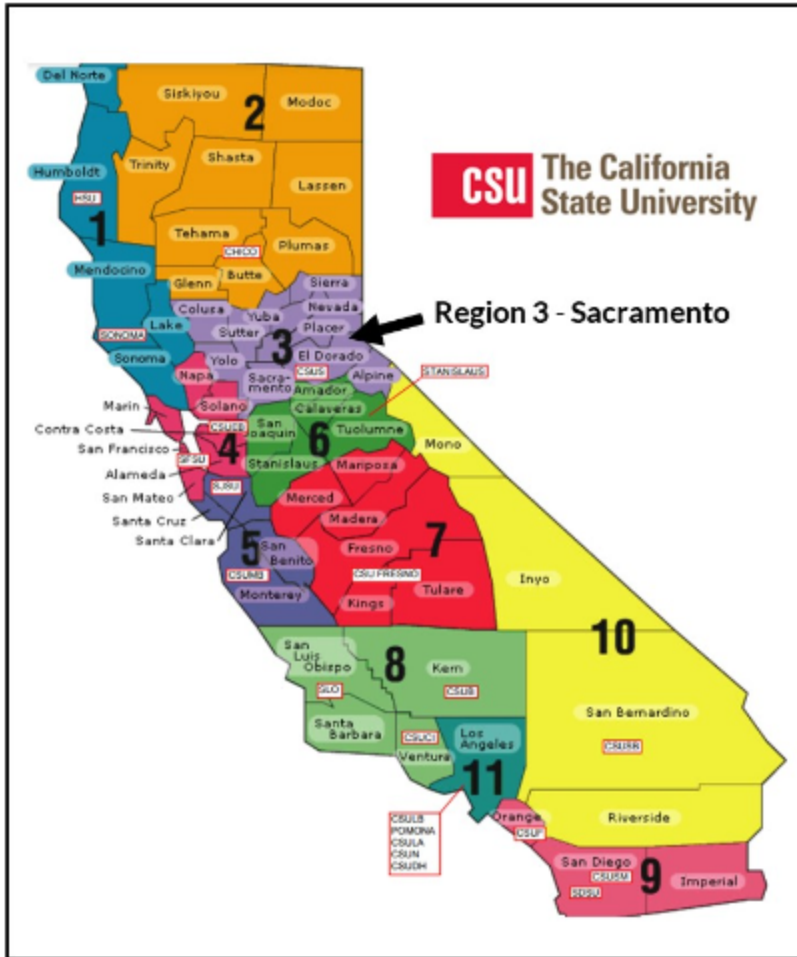 Del Norte
Siskiyou
2
Modoc
Trinity
Shasta
Lassen
Humboldt
HSU
1
Tehama
CHICO
Plumas
Mendocino
Glenn
Butte
CSU The California
State University
Sierra
Colusa
Yuba
Nevada
Lake
Sutter
Placer
Region 3 - Sacramento
SONOMA
3
Sonoma
Yolo
El Dorado
CSUS
Napa
Sacra-
mento
Alpine
STANISLAUS
Amador
Marin
Solano
Calaveras
Contra Costa
San
Joaquin
Tuolumne
Mono
San Francisco
SFSU
4
6
Alameda
Stanislaus
Mariposa
SJSU
San Mateo
Merced
Santa Cruz
Madera
Santa Clara
5
San
Benito
Fresno
7
CSUMB
CSU FRESNO
Inyo
Monterey
Kings
Tulare
10
San
Luis
Obispo
8
Kern
SLO
CSUB
San Bernardino
Santa
Barbara
CSUCI
Los
Angeles
CSUSB
Ventura
11
CSULB
POMONA
CSULA
CSUN
CSUDH
Orange
CSUF
Riverside
San Diego
CSUSM
SDSU
9
Imperial